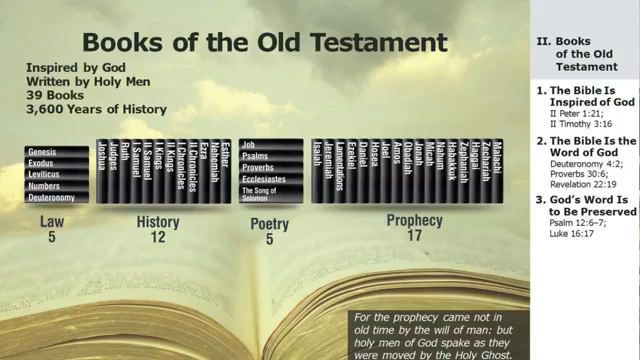 Books of the Old Testament
Inspired by God
Written by Holy Men
39 Books
3,600 Years of History
Genesis
Exodus
Leviticus
Numbers
Deuteronomy
Law
5
Joshua
Judges
Ruth
I Samuel
II Samuel
I Kings
II Kings
I Chronicles
II Chronicles
Ezra
Nehemiah
Esther
History
12
Job
Psalms
Proverbs
Ecclesiastes
The Song of
Solomon
Poetry
5
Isaiah
Jeremiah
Lamentations
Ezekiel
Daniel
Hosea
Joel
Amos
Obadiah
Jonah
Micah
Nahum
Habakkuk
Zephaniah
Haggai
Zechariah
Malachi
Prophecy
17
For the prophecy came not in
old time by the will of man: but
holy men of God spake as they
were moved by the Holy Ghost.
II. Books
of the Old
Testament
1. The Bible Is
Inspired of God
II Peter 1:21;
II Timothy 3:16
2. The Bible Is the
Word of God
Deuteronomy 4:2;
Proverbs 30:6;
Revelation 22:19
3. God's Word Is
to Be Preserved
Psalm 12:6–7;
Luke 16:17